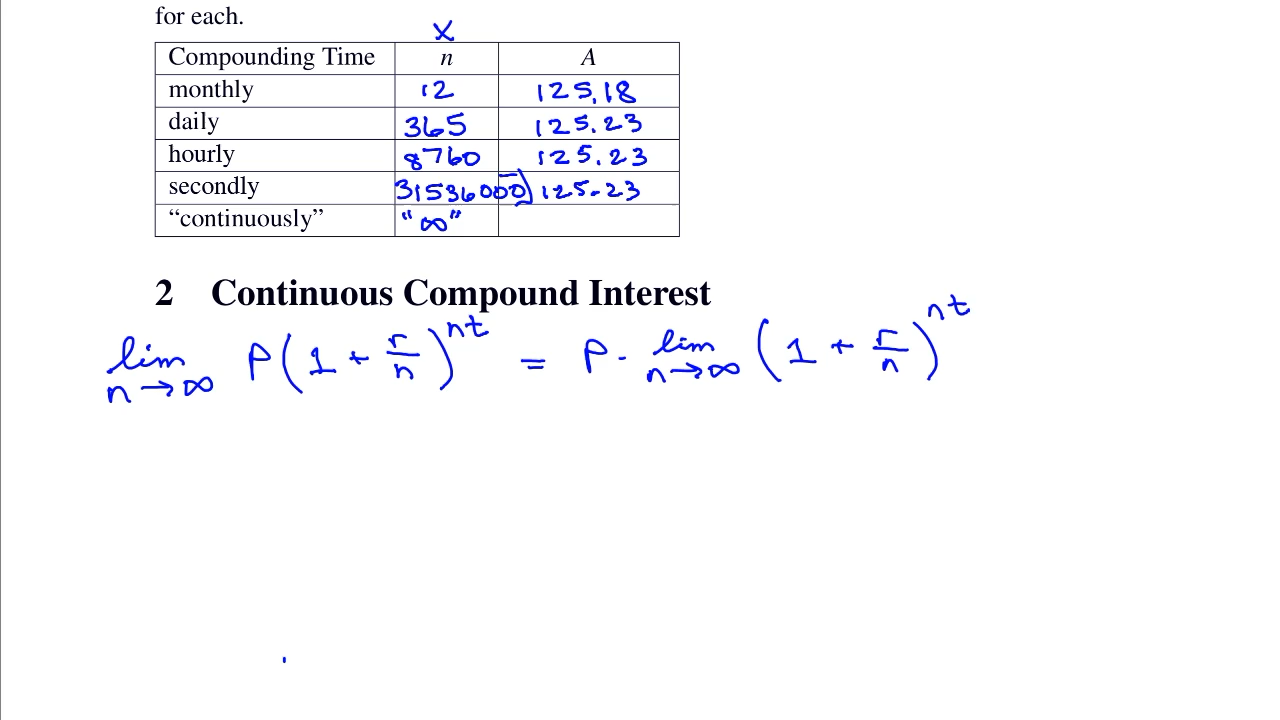 for each.
x
Compounding Time n A
monthly 12 125.18
daily 365 125.23
hourly 8760 125.23
secondly 31536000 125.23
“continuously” "∞"
2 Continuous Compound Interest
lim n→∞ P(1 + r/n)^nt = P · lim n→∞ (1 + r/n)^nt